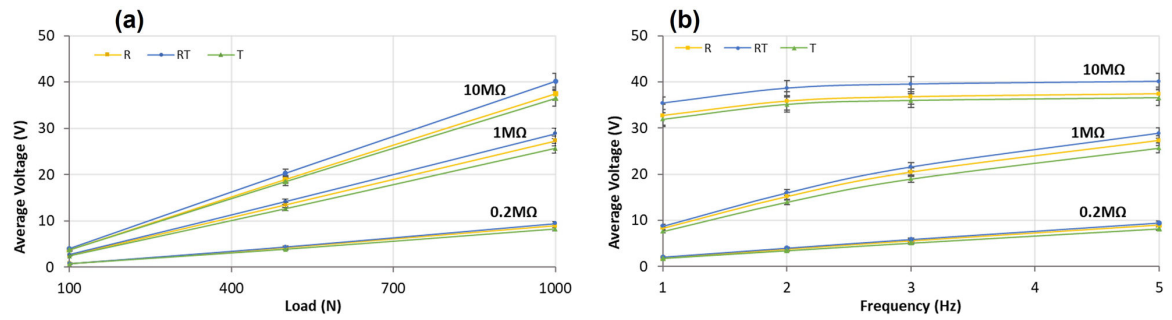 (a)
50
R RT T
40
10MΩ
30
1MΩ
20
10
0.2MΩ
0
100 400 700 1000
Average Voltage (V)
Load (N)
(b)
50
R RT T
10MΩ
40
30
1MΩ
20
10
0.2MΩ
0
1 2 3 4 5
Average Voltage (V)
Frequency (Hz)